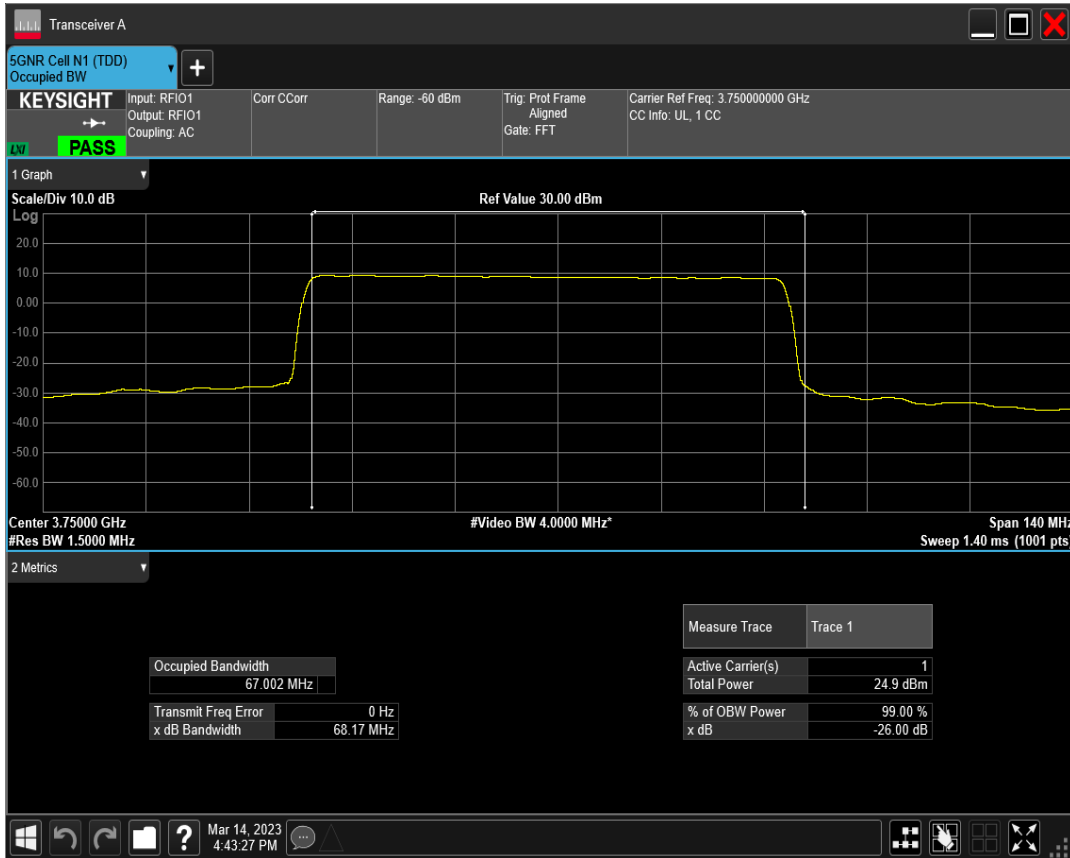 Transceiver A
5GNR Cell N1 (TDD)
Occupied BW
+
KEYSIGHT
LXI
PASS
Input: RFIO1
Output: RFIO1
Coupling: AC
Corr CCorr
Range: -60 dBm
Trig: Prot Frame
Aligned
Gate: FFT
Carrier Ref Freq: 3.750000000 GHz
CC Info: UL, 1 CC
1 Graph
Scale/Div 10.0 dB
Ref Value 30.00 dBm
Log
20.0
10.0
0.00
-10.0
-20.0
-30.0
-40.0
-50.0
-60.0
Center 3.75000 GHz
#Video BW 4.0000 MHz*
Span 140 MHz
#Res BW 1.5000 MHz
Sweep 1.40 ms (1001 pts)
2 Metrics
Measure Trace Trace 1
Occupied Bandwidth
67.002 MHz
Active Carrier(s) 1
Total Power 24.9 dBm
Transmit Freq Error 0 Hz
x dB Bandwidth 68.17 MHz
% of OBW Power 99.00 %
x dB -26.00 dB
?
Mar 14, 2023
4:43:27 PM